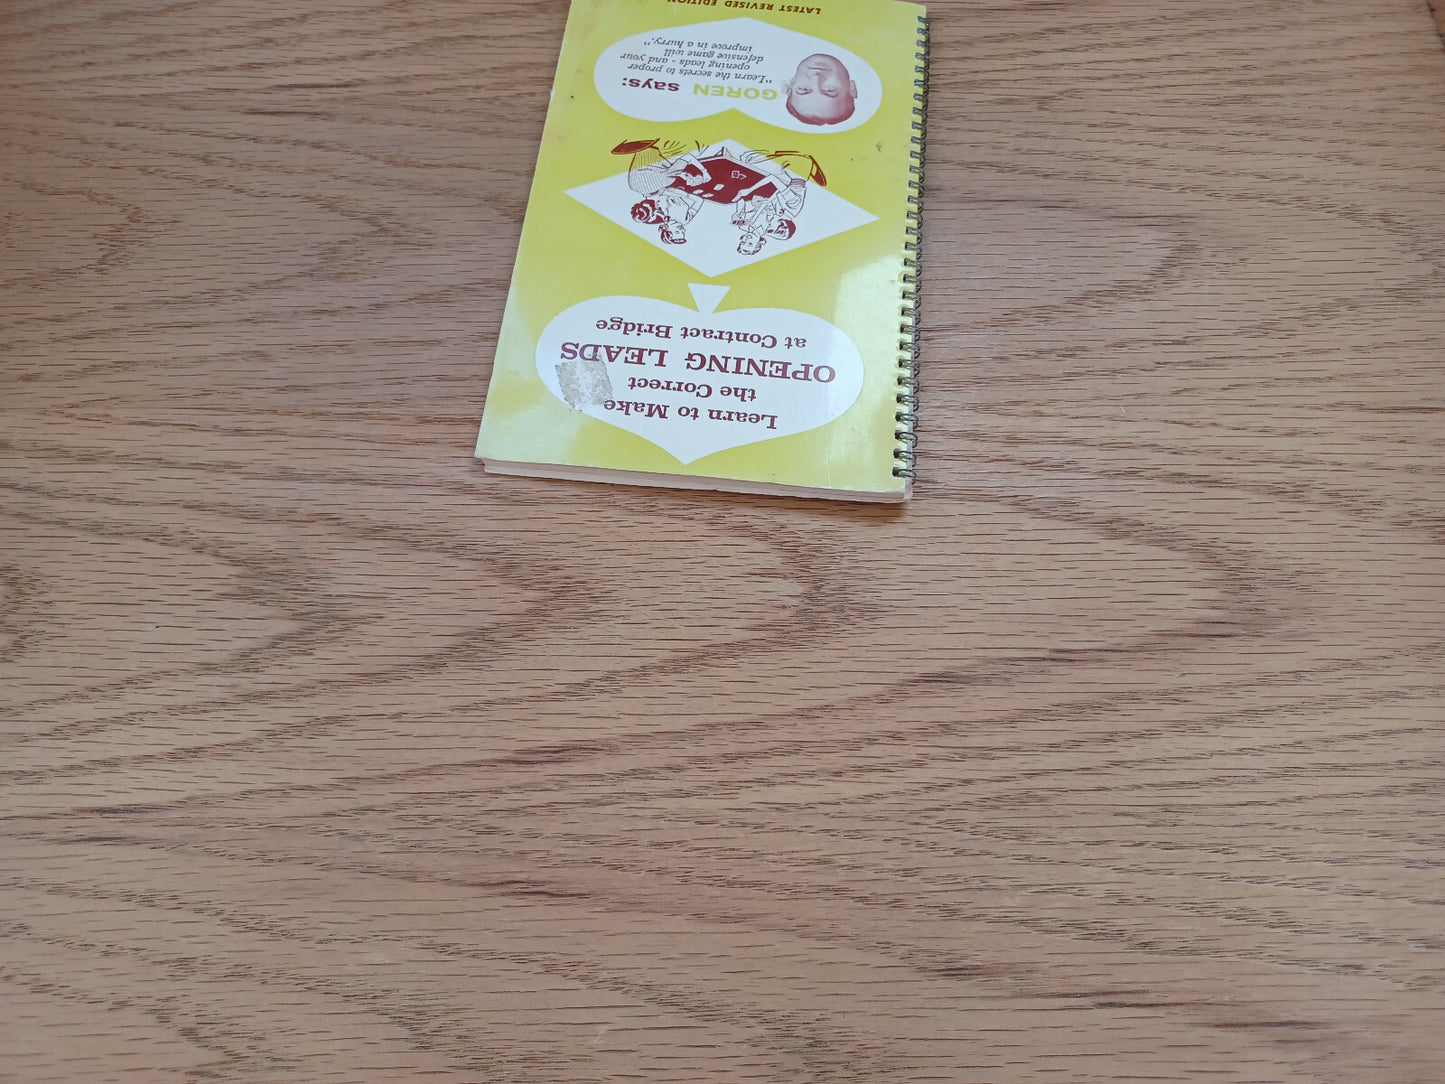 Learn to Make
the Correct
OPENING LEADS
at Contract Bridge
GOREN says:
"Learn the secrets to proper
opening leads - and your
defensive game will
improve in a hurry."
LATEST REVISED EDITION